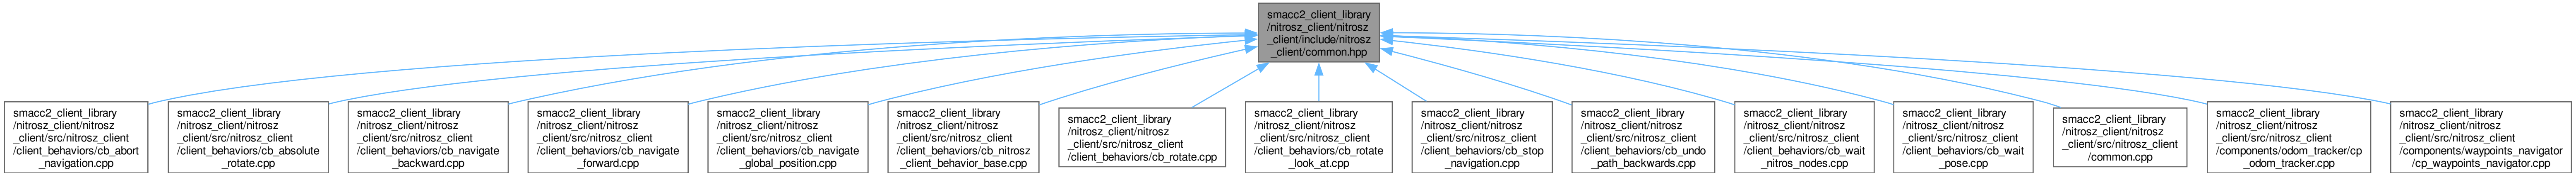 smacc2_client_library
/nitrosz_client/nitrosz
_client/include/nitrosz
_client/common.hpp
smacc2_client_library
/nitrosz_client/nitrosz
_client/src/nitrosz_client
/client_behaviors/cb_abort
_navigation.cpp
smacc2_client_library
/nitrosz_client/nitrosz
_client/src/nitrosz_client
/client_behaviors/cb_absolute
_rotate.cpp
smacc2_client_library
/nitrosz_client/nitrosz
_client/src/nitrosz_client
/client_behaviors/cb_navigate
_backward.cpp
smacc2_client_library
/nitrosz_client/nitrosz
_client/src/nitrosz_client
/client_behaviors/cb_navigate
_forward.cpp
smacc2_client_library
/nitrosz_client/nitrosz
_client/src/nitrosz_client
/client_behaviors/cb_navigate
_global_position.cpp
smacc2_client_library
/nitrosz_client/nitrosz
_client/src/nitrosz_client
/client_behaviors/cb_nitrosz
_client_behavior_base.cpp
smacc2_client_library
/nitrosz_client/nitrosz
_client/src/nitrosz_client
/client_behaviors/cb_rotate.cpp
smacc2_client_library
/nitrosz_client/nitrosz
_client/src/nitrosz_client
/client_behaviors/cb_rotate
_look_at.cpp
smacc2_client_library
/nitrosz_client/nitrosz
_client/src/nitrosz_client
/client_behaviors/cb_stop
_navigation.cpp
smacc2_client_library
/nitrosz_client/nitrosz
_client/src/nitrosz_client
/client_behaviors/cb_undo
_path_backwards.cpp
smacc2_client_library
/nitrosz_client/nitrosz
_client/src/nitrosz_client
/client_behaviors/cb_wait
_nitros_nodes.cpp
smacc2_client_library
/nitrosz_client/nitrosz
_client/src/nitrosz_client
/client_behaviors/cb_wait
_pose.cpp
smacc2_client_library
/nitrosz_client/nitrosz
_client/src/nitrosz_client
/common.cpp
smacc2_client_library
/nitrosz_client/nitrosz
_client/src/nitrosz_client
/components/odom_tracker/cp
_odom_tracker.cpp
smacc2_client_library
/nitrosz_client/nitrosz
_client/src/nitrosz_client
/components/waypoints_navigator
/cp_waypoints_navigator.cpp